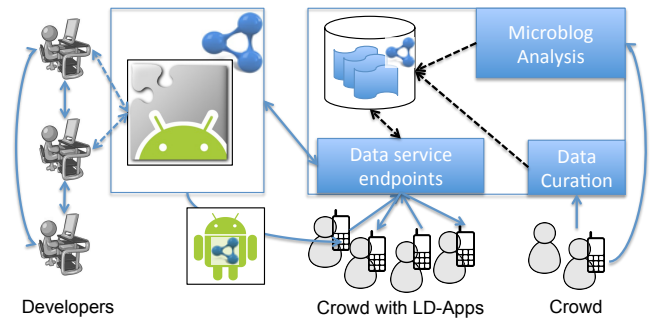 Microblog
Analysis
Data service
endpoints
Data
Curation
Developers
Crowd with LD-Apps
Crowd